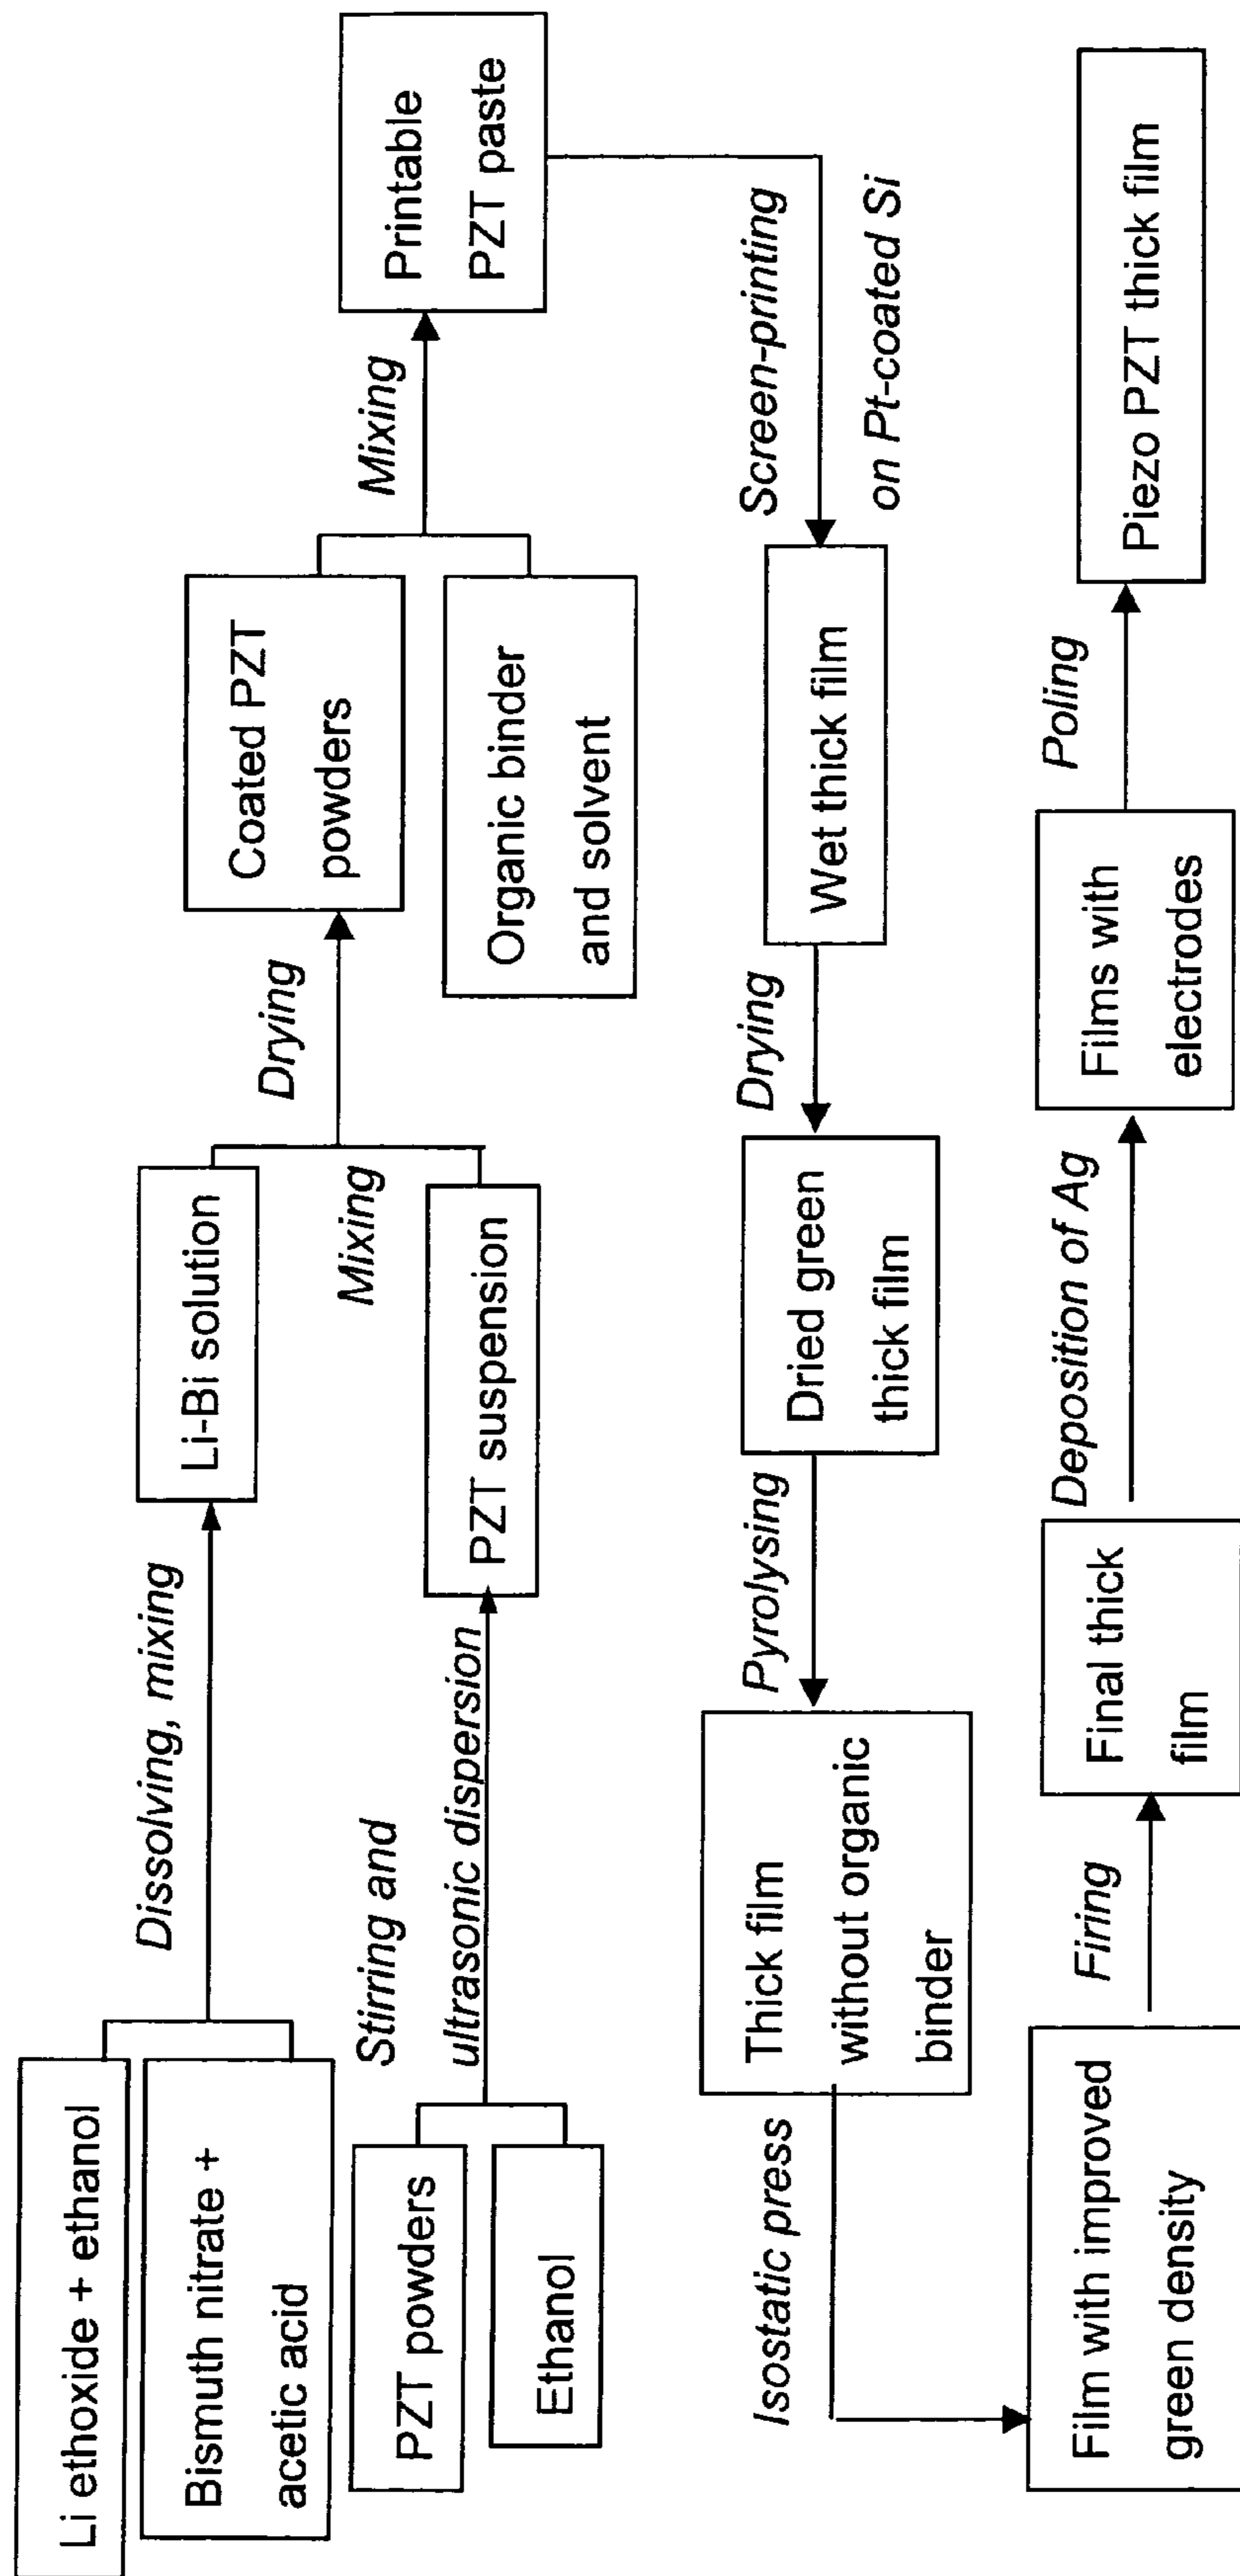 Li ethoxide + ethanol
Bismuth nitrate +
acetic acid
Dissolving, mixing
Li-Bi solution
PZT powders
Ethanol
Stirring and
ultrasonic dispersion
PZT suspension
Mixing
Drying
Coated PZT
powders
Organic binder
and solvent
Mixing
Printable
PZT paste
Screen-printing
on Pt-coated Si
Wet thick film
Drying
Dried green
thick film
Pyrolysing
Thick film
without organic
binder
Isostatic press
Film with improved
green density
Firing
Final thick
film
Deposition of Ag
Films with
electrodes
Poling
Piezo PZT thick film